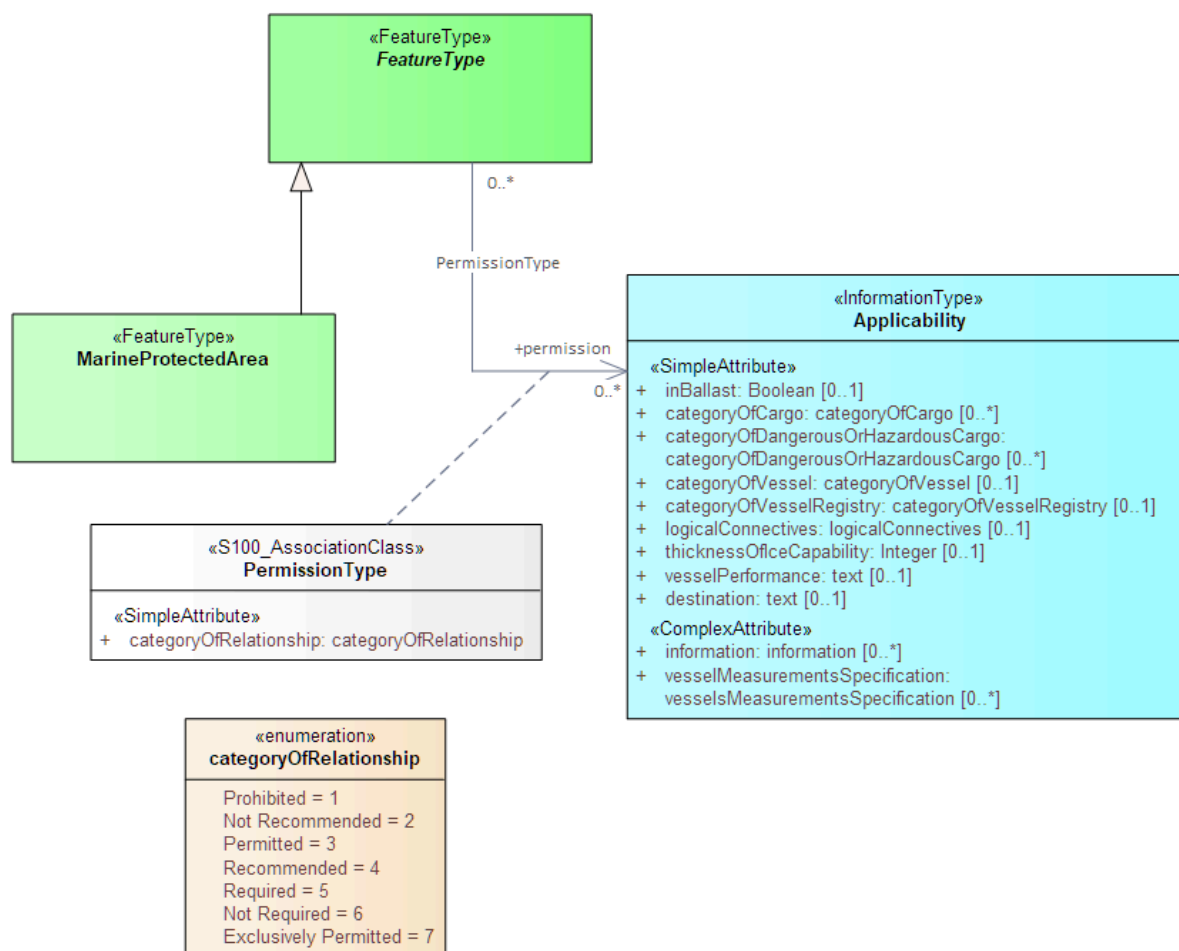 «FeatureType»
FeatureType
0..*
PermissionType
+permission
0..*
«FeatureType»
MarineProtectedArea
«InformationType»
Applicability
«SimpleAttribute»
+ inBallast: Boolean [0..1]
+ categoryOfCargo: categoryOfCargo [0..*]
+ categoryOfDangerousOrHazardousCargo:
categoryOfDangerousOrHazardousCargo [0..*]
+ categoryOfVessel: categoryOfVessel [0..1]
+ categoryOfVesselRegistry: categoryOfVesselRegistry [0..1]
+ logicalConnectives: logicalConnectives [0..1]
+ thicknessOfIceCapability: Integer [0..1]
+ vesselPerformance: text [0..1]
+ destination: text [0..1]
«ComplexAttribute»
+ information: information [0..*]
+ vesselMeasurementsSpecification:
vesselsMeasurementsSpecification [0..*]
«S100_AssociationClass»
PermissionType
«SimpleAttribute»
+ categoryOfRelationship: categoryOfRelationship
«enumeration»
categoryOfRelationship
Prohibited = 1
Not Recommended = 2
Permitted = 3
Recommended = 4
Required = 5
Not Required = 6
Exclusively Permitted = 7